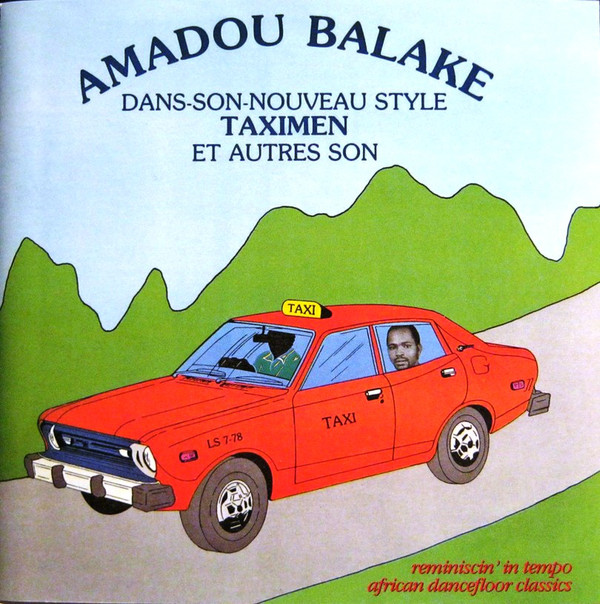 AMADOU BALAKE
DANS-SON-NOUVEAU STYLE
TAXIMEN
ET AUTRES SON
TAXI
TAXI
LS 7-78
G
reminiscin' in tempo
african dancefloor classics